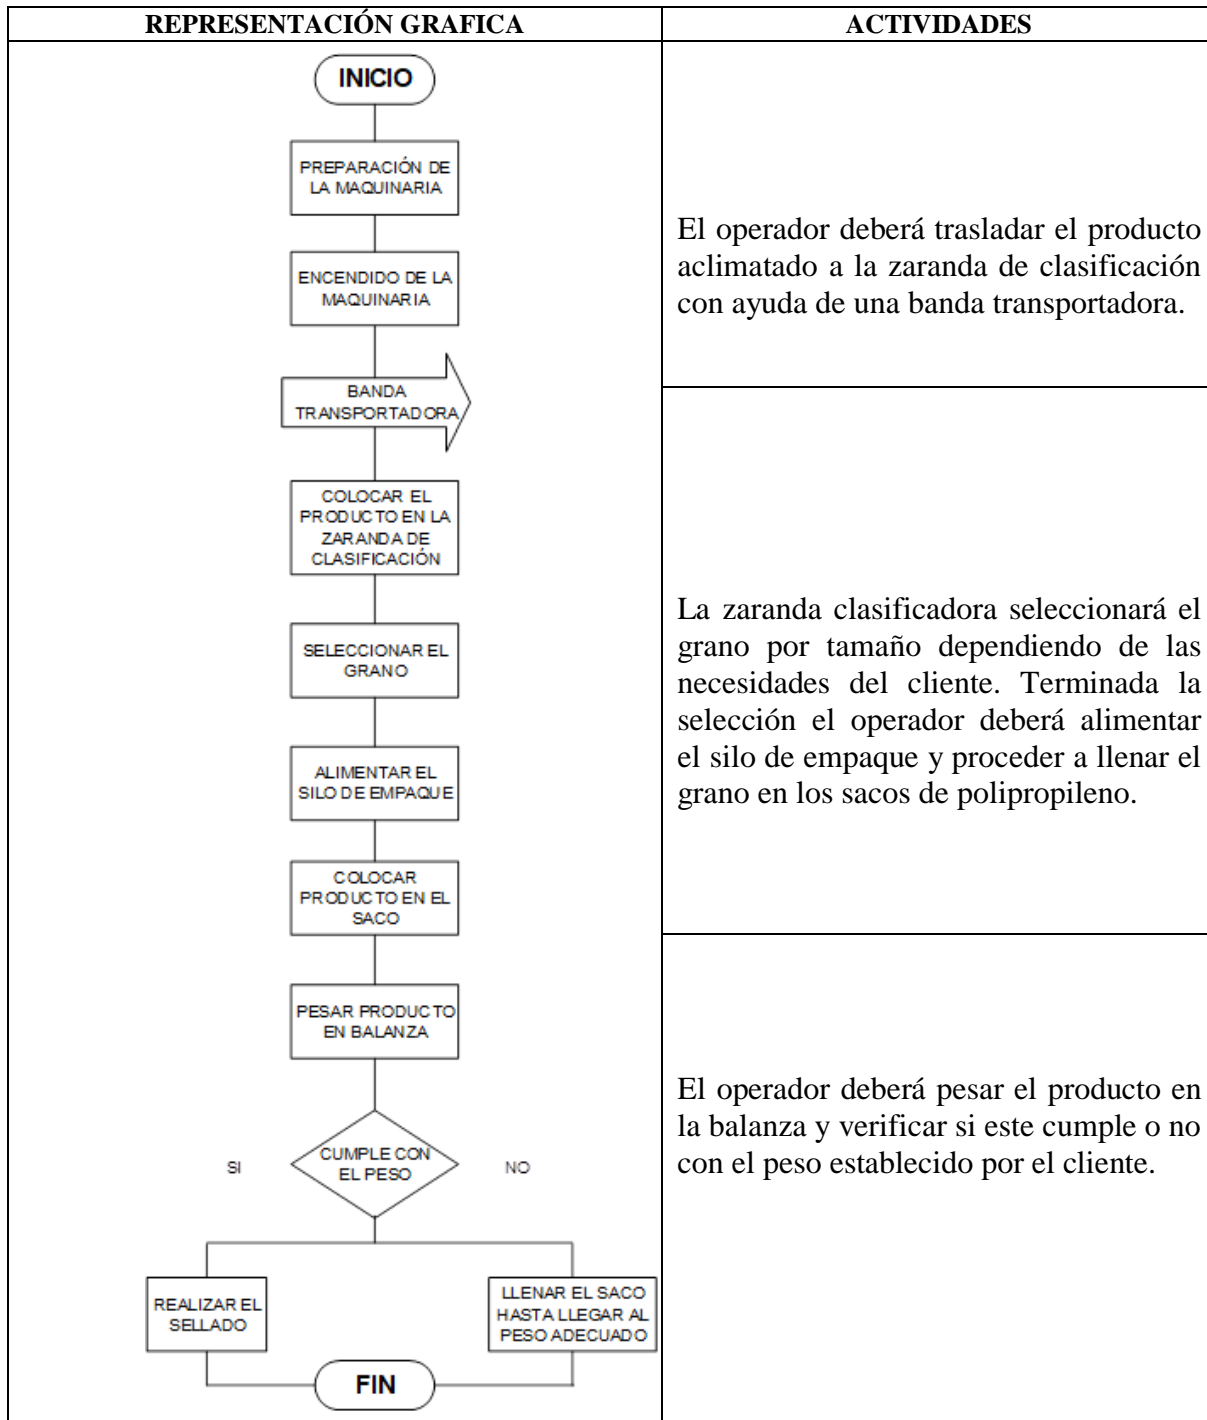 REPRESENTACIÓN GRAFICA
ACTIVIDADES
INICIO
PREPARACIÓN DE
LA MAQUINARIA
ENCENDIDO DE LA
MAQUINARIA
BANDA
TRANSPORTADORA
COLOCAR EL
PRODUCTO EN LA
ZARANDA DE
CLASIFICACIÓN
SELECCIONAR EL
GRANO
ALIMENTAR EL
SILO DE EMPAQUE
COLOCAR
PRODUCTO EN EL
SACO
PESAR PRODUCTO
EN BALANZA
CUMPLE CON
EL PESO
SI
NO
REALIZAR EL
SELLADO
LLENAR EL SACO
HASTA LLEGAR AL
PESO ADECUADO
FIN
El operador deberá trasladar el producto
aclimatado a la zaranda de clasificación
con ayuda de una banda transportadora.
La zaranda clasificadora seleccionará el
grano por tamaño dependiendo de las
necesidades del cliente. Terminada la
selección el operador deberá alimentar
el silo de empaque y proceder a llenar el
grano en los sacos de polipropileno.
El operador deberá pesar el producto en
la balanza y verificar si este cumple o no
con el peso establecido por el cliente.